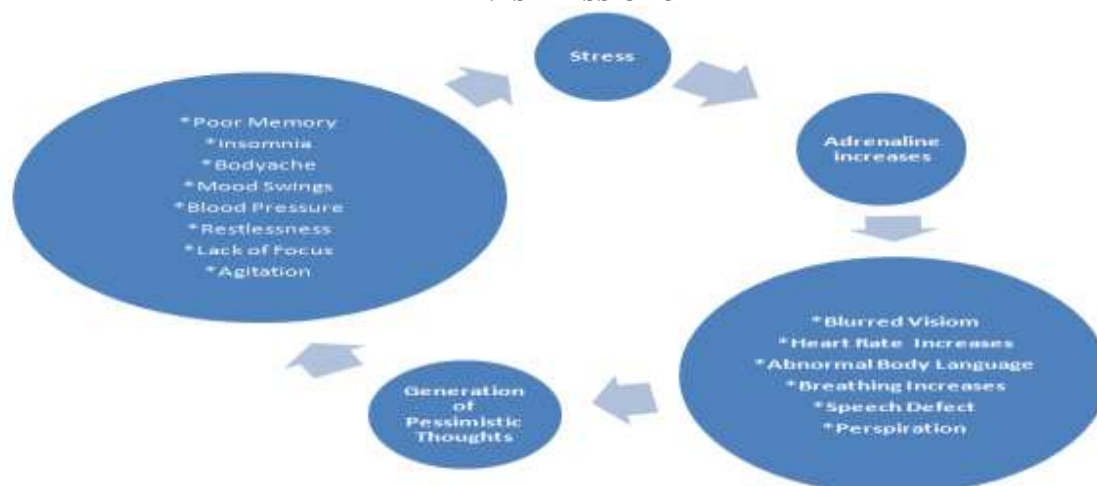 Stress
Adrenaline
increases
*Blurred Visiom
*Heart Rate Increases
*Abnormal Body Language
*Breathing Increases
*Speech Defect
*Perspiration
Generation
of
Pessimistic
Thoughts
*Poor Memory
*Insomnia
*Bodyache
*Mood Swings
*Blood Pressure
*Restlessness
*Lack of Focus
*Agitation